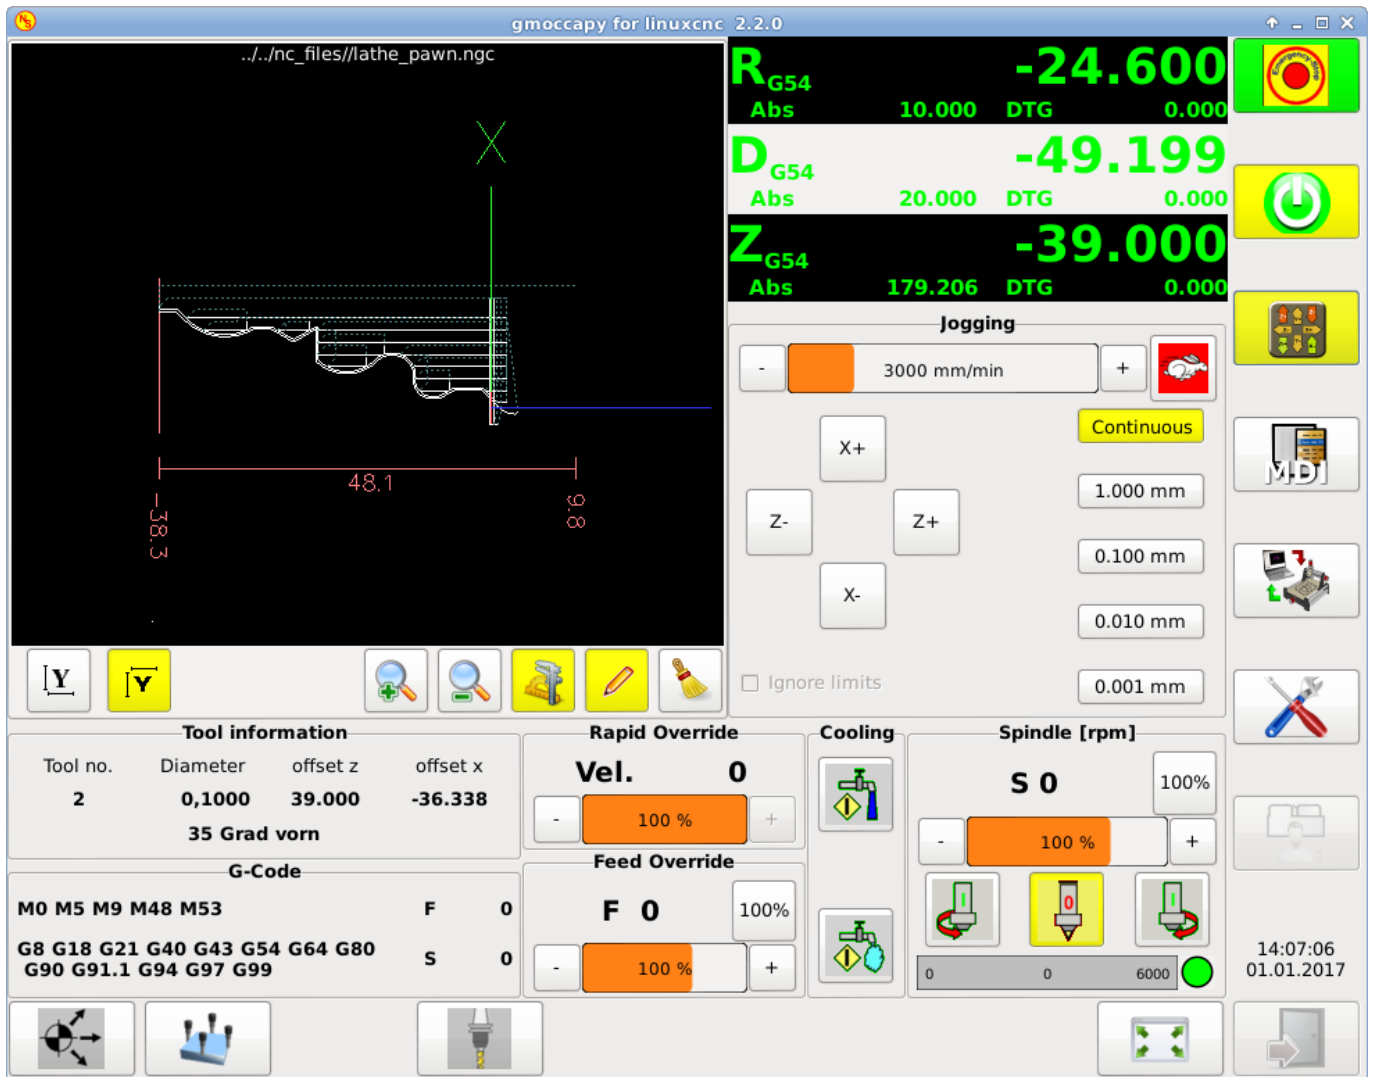 gmoccapy for linuxcnc 2.2.0
../../nc_files//lathe_pawn.ngc
X
48.1
-38.3
9.8
R G54 -24.600
Abs 10.000 DTG 0.000
D G54 -49.199
Abs 20.000 DTG 0.000
Z G54 -39.000
Abs 179.206 DTG 0.000
Emergency-Stop
Jogging
- 3000 mm/min +
Continuous
X+
1.000 mm
Z- Z+
0.100 mm
X-
0.010 mm
Ignore limits
0.001 mm
MDI
Y Y
Tool information
Tool no. Diameter offset z offset x
2 0,1000 39.000 -36.338
35 Grad vorn
G-Code
M0 M5 M9 M48 M53 F 0
G8 G18 G21 G40 G43 G54 G64 G80 S 0
G90 G91.1 G94 G97 G99
Rapid Override
Vel. 0
- 100 % +
Feed Override
F 0 100%
- 100 % +
Cooling
Spindle [rpm]
S 0 100%
- 100 % +
I 0 I
0 0 6000
14:07:06
01.01.2017